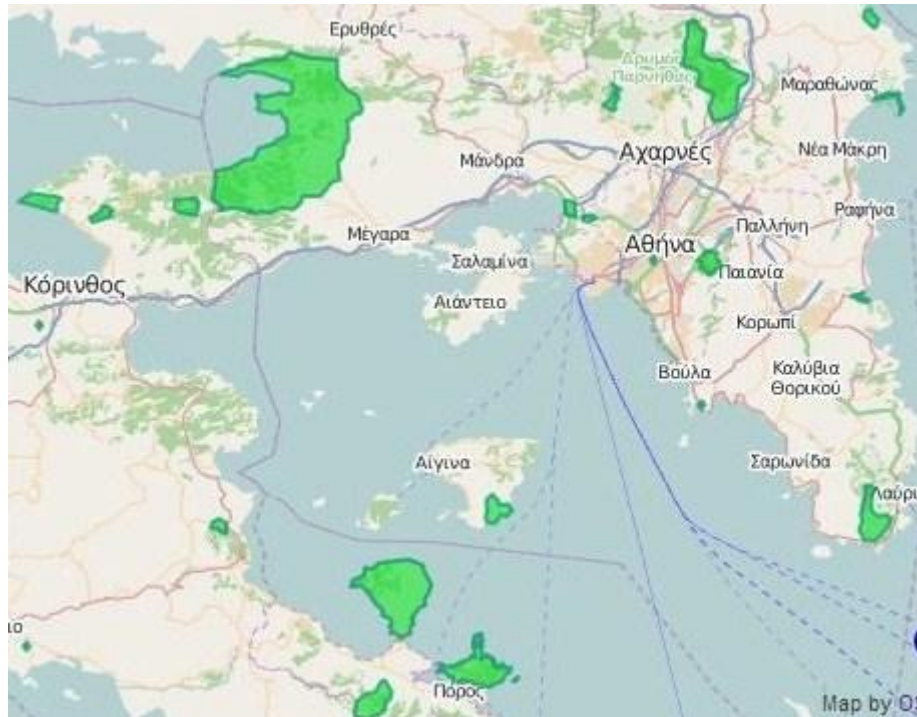 Ερυθρές
Δρυμός
Πάρνηθας
Μαραθώνας
Μάνδρα
Αχαρνές
Νέα Μάκρη
Μέγαρα
Σαλαμίνα
Αθήνα
Παλλήνη
Ραφήνα
Παιανία
Κόρινθος
Αιάντειο
Κορωπί
Βούλα
Καλύβια
Θορικού
Αίγινα
Σαρωνίδα
Λαύρι
Πόρος
Map by